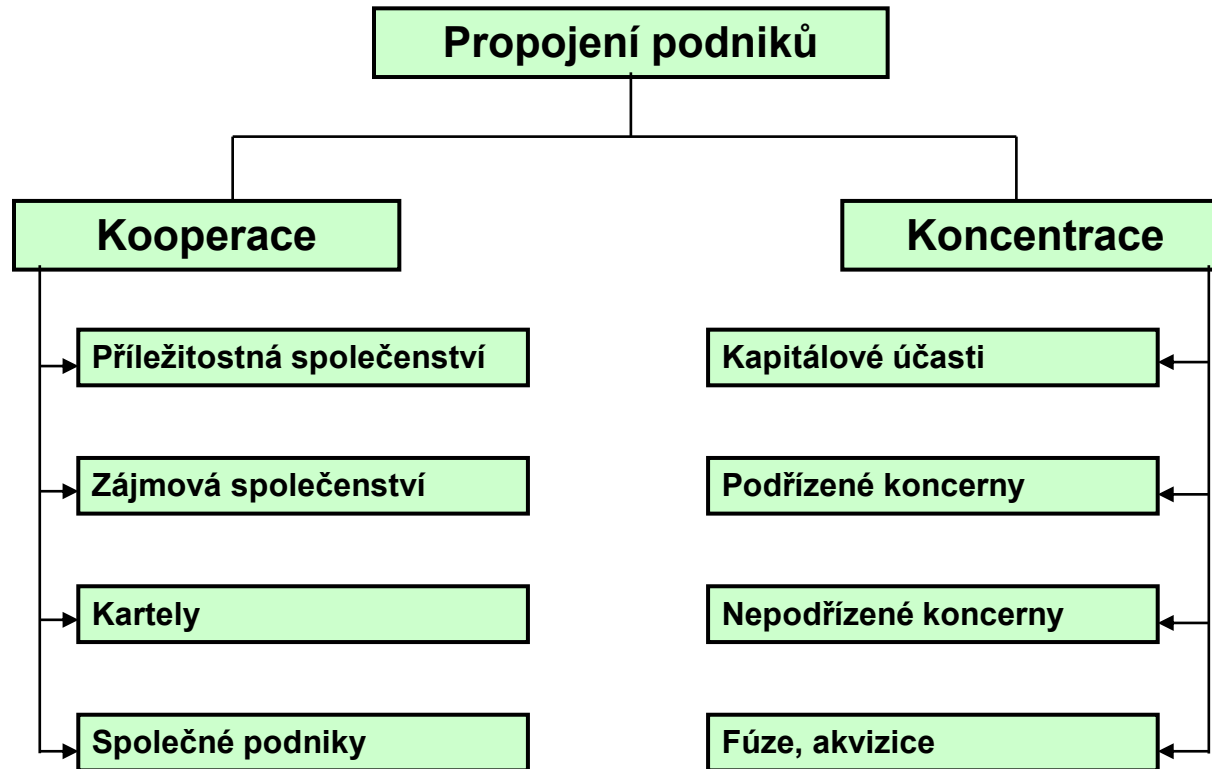 Propojení podniků
Kooperace
Koncentrace
Příležitostná společenství
Kapitálové účasti
Zájmová společenství
Podřízené koncerny
Kartely
Nepodřízené koncerny
Společné podniky
Fúze, akvizice